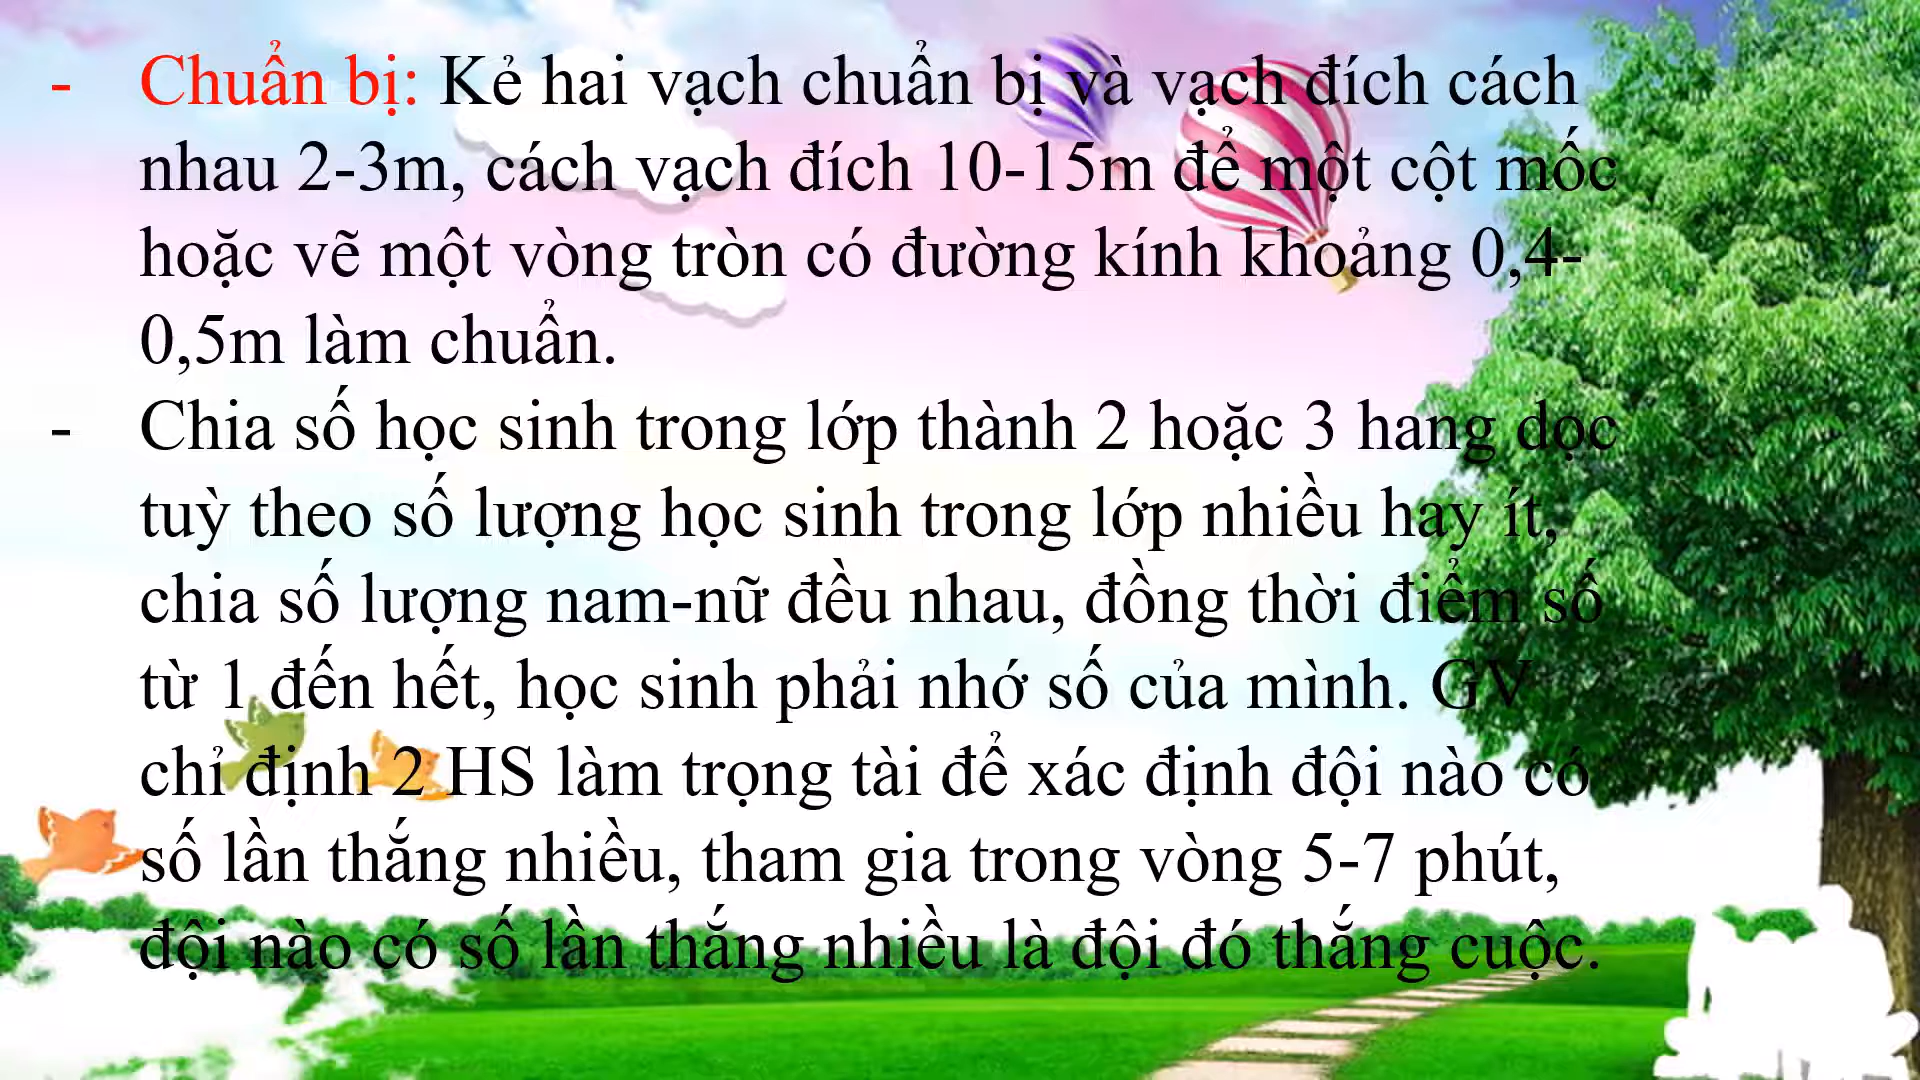 - Chuẩn bị: Kẻ hai vạch chuẩn bị và vạch đích cách
nhau 2-3m, cách vạch đích 10-15m để một cột mốc
hoặc vẽ một vòng tròn có đường kính khoảng 0,4-
0,5m làm chuẩn.
- Chia số học sinh trong lớp thành 2 hoặc 3 hang dọc
tuỳ theo số lượng học sinh trong lớp nhiều hay ít,
chia số lượng nam-nữ đều nhau, đồng thời điểm số
từ 1 đến hết, học sinh phải nhớ số của mình. GV
chỉ định 2 HS làm trọng tài để xác định đội nào có
số lần thắng nhiều, tham gia trong vòng 5-7 phút,
đội nào có số lần thắng nhiều là đội đó thắng cuộc.